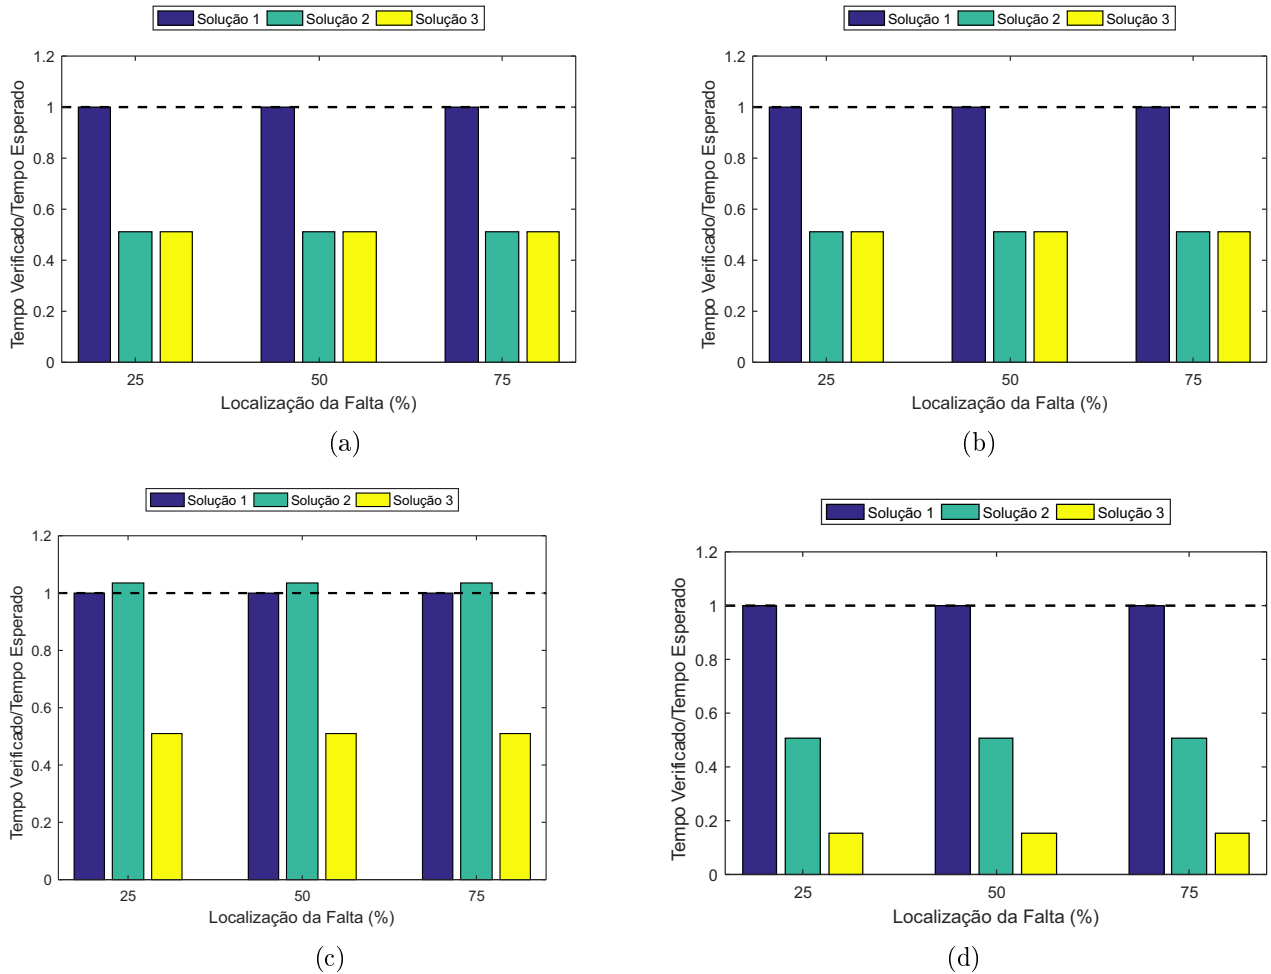 Solução 1 Solução 2 Solução 3
1.2
1
0.8
0.6
0.4
0.2
0
Tempo Verificado/Tempo Esperado
25 50 75
Localização da Falta (%)
(a)
Solução 1 Solução 2 Solução 3
1.2
1
0.8
0.6
0.4
0.2
0
Tempo Verificado/Tempo Esperado
25 50 75
Localização da Falta (%)
(b)
Solução 1 Solução 2 Solução 3
1.2
1
0.8
0.6
0.4
0.2
0
Tempo Verificado/Tempo Esperado
25 50 75
Localização da Falta (%)
(c)
Solução 1 Solução 2 Solução 3
1.2
1
0.8
0.6
0.4
0.2
0
Tempo Verificado/Tempo Esperado
25 50 75
Localização da Falta (%)
(d)